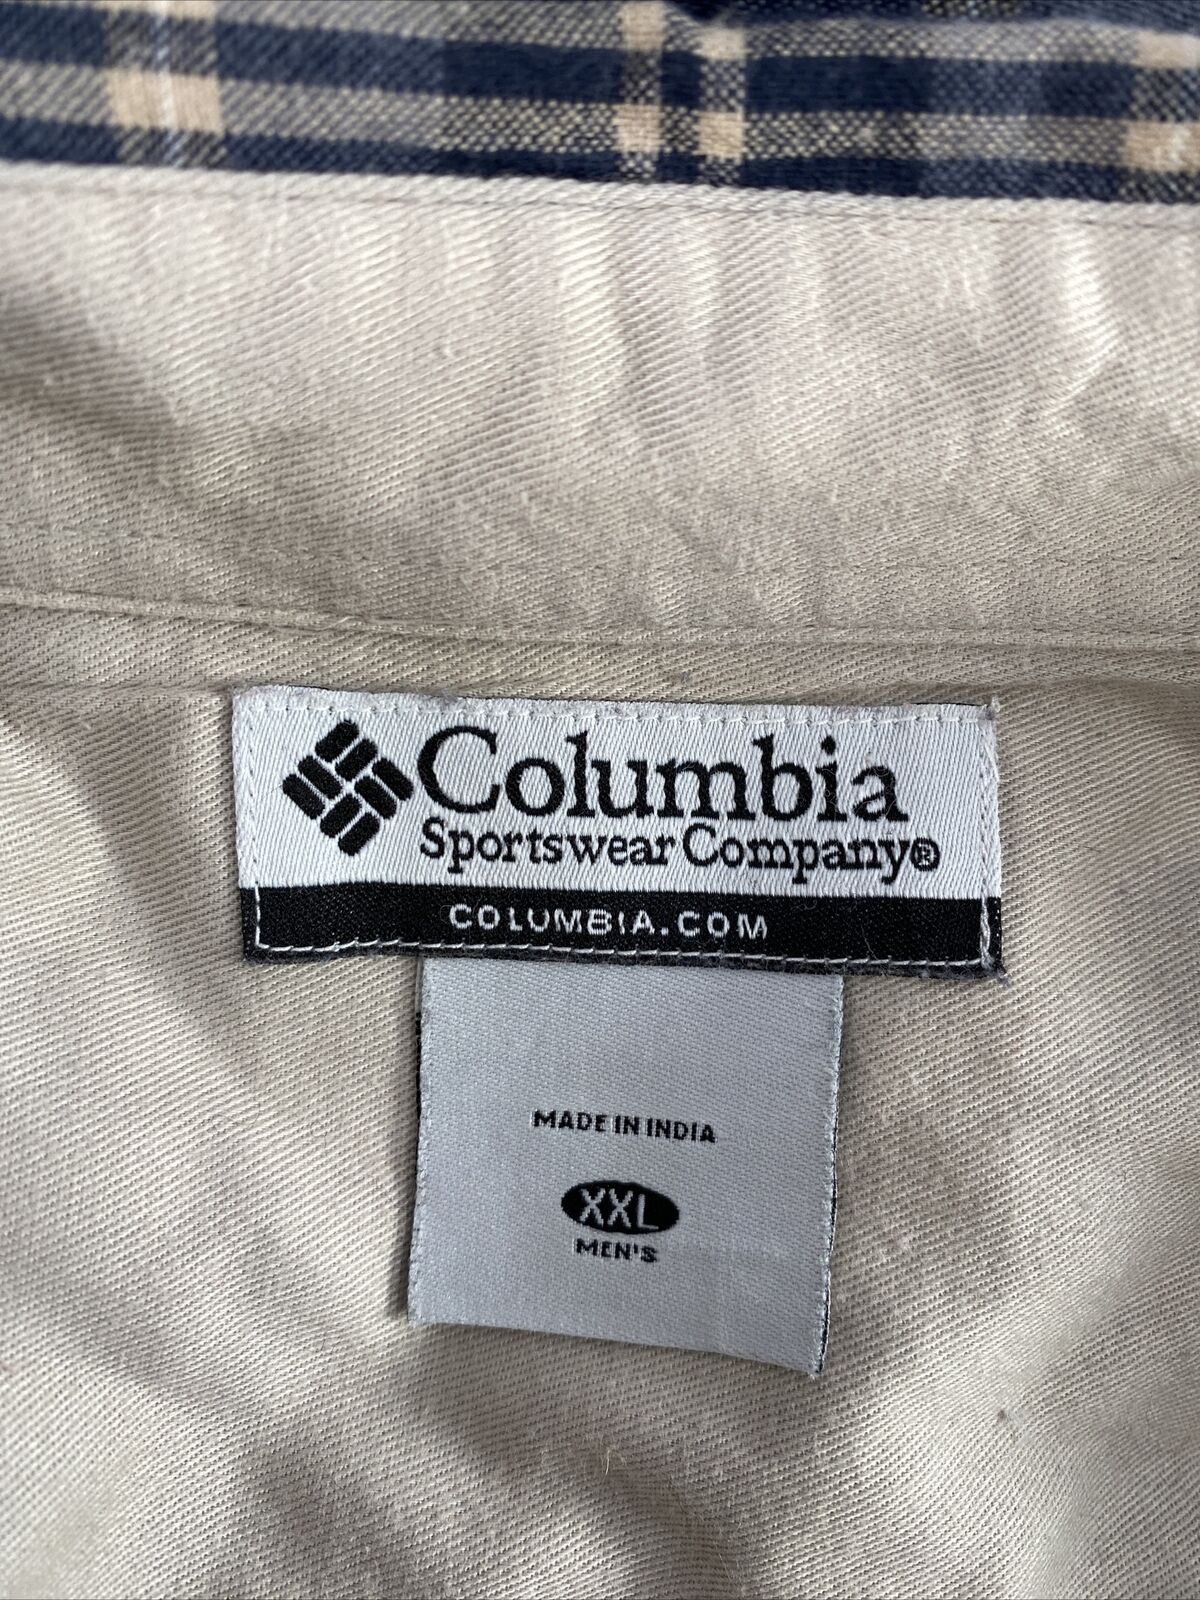 Columbia
Sportswear Company®
COLUMBIA.COM
MADE IN INDIA
XXL
MEN'S